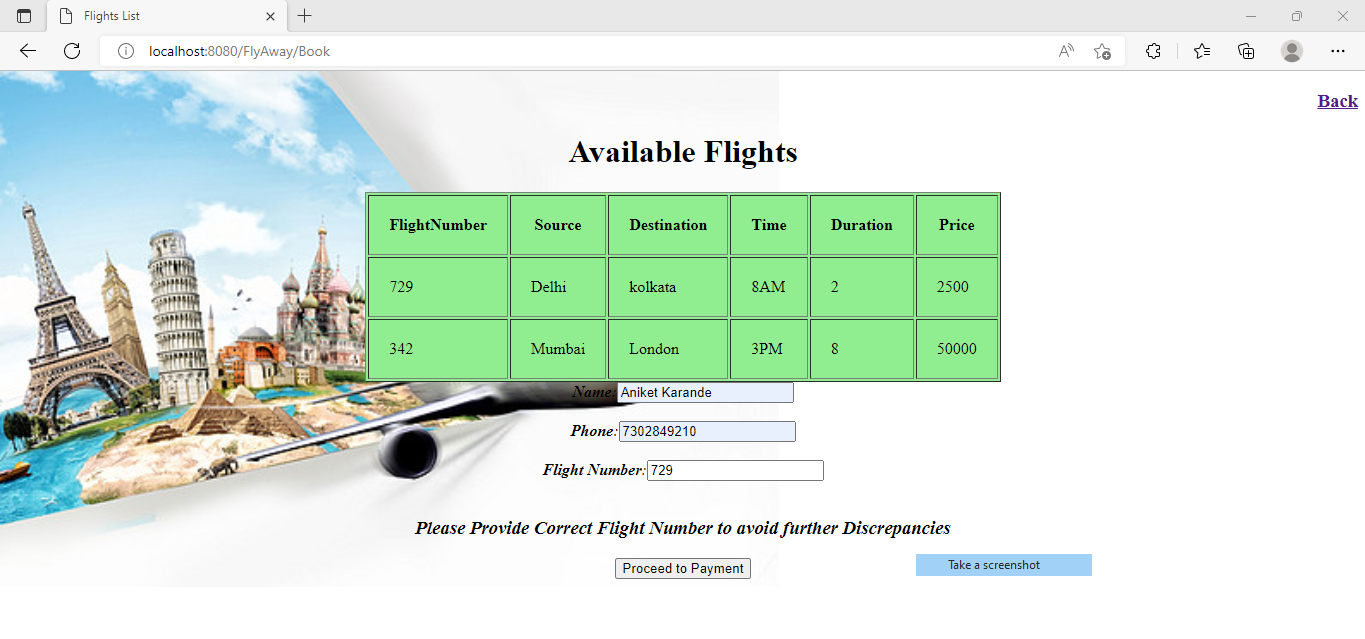 Flights List
localhost:8080/FlyAway/Book
Back
Available Flights
FlightNumber Source Destination Time Duration Price
729 Delhi kolkata 8AM 2 2500
342 Mumbai London 3PM 8 50000
Name: Aniket Karande
Phone: 7302849210
Flight Number: 729
Please Provide Correct Flight Number to avoid further Discrepancies
Proceed to Payment
Take a screenshot